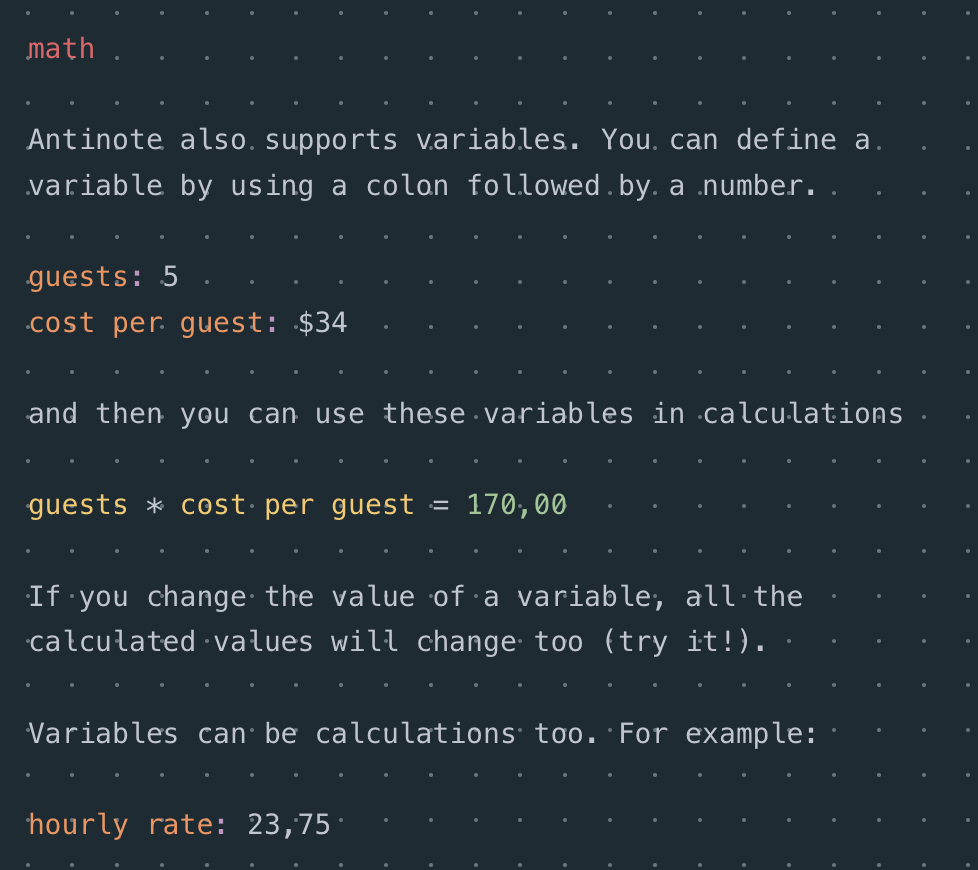 math
Antinote also supports variables. You can define a
variable by using a colon followed by a number.
guests: 5
cost per guest: $34
and then you can use these variables in calculations
guests * cost per guest = 170,00
If you change the value of a variable, all the
calculated values will change too (try it!).
Variables can be calculations too. For example:
hourly rate: 23,75